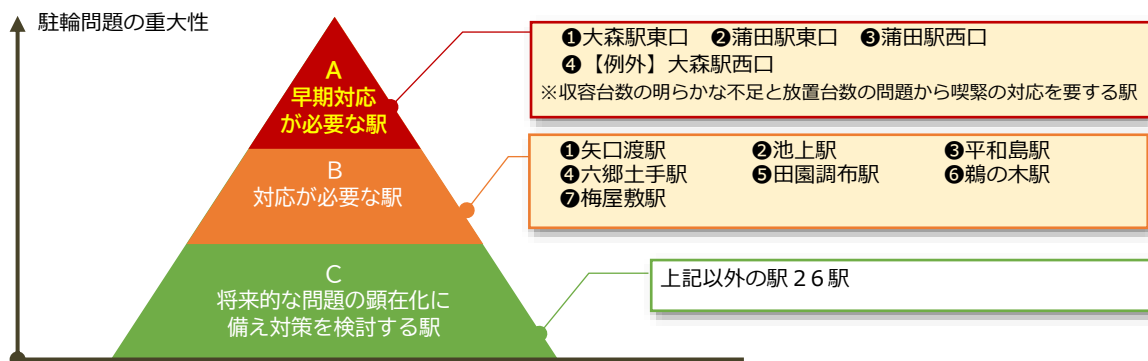 駐輪問題の重大性
A
早期対応
が必要な駅
B
対応が必要な駅
C
将来的な問題の顕在化に
備え対策を検討する駅
❶大森駅東口 ❷蒲田駅東口 ❸蒲田駅西口
❹【例外】大森駅西口
※収容台数の明らかな不足と放置台数の問題から喫緊の対応を要する駅
❶矢口渡駅 ❷池上駅 ❸平和島駅
❹六郷土手駅 ❺田園調布駅 ❻鵜の木駅
❼梅屋敷駅
上記以外の駅26駅